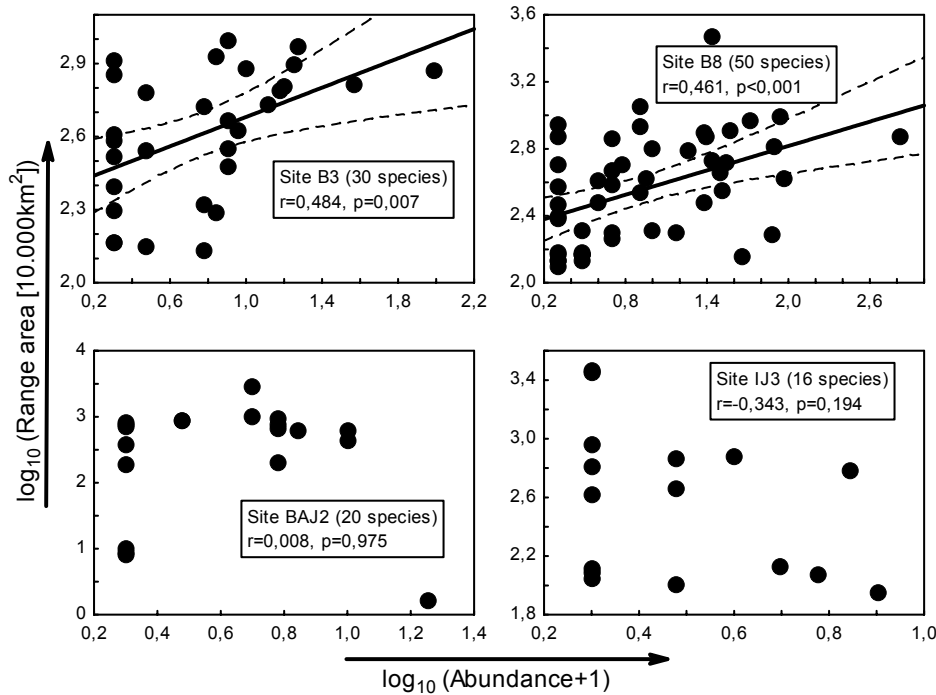 log10 (Range area [10.000km²]
2,9
2,6
2,3
2,0
0,2 0,6 1,0 1,4 1,8 2,2
Site B3 (30 species)
r=0,484, p=0,007
3,6
3,2
2,8
2,4
2,0
0,2 0,8 1,4 2,0 2,6
Site B8 (50 species)
r=0,461, p<0,001
4
3
2
1
0
0,2 0,4 0,6 0,8 1,0 1,2 1,4
Site BAJ2 (20 species)
r=0,008, p=0,975
3,4
3,0
2,6
2,2
1,8
0,2 0,4 0,6 0,8 1,0
Site IJ3 (16 species)
r=-0,343, p=0,194
log10 (Abundance+1)